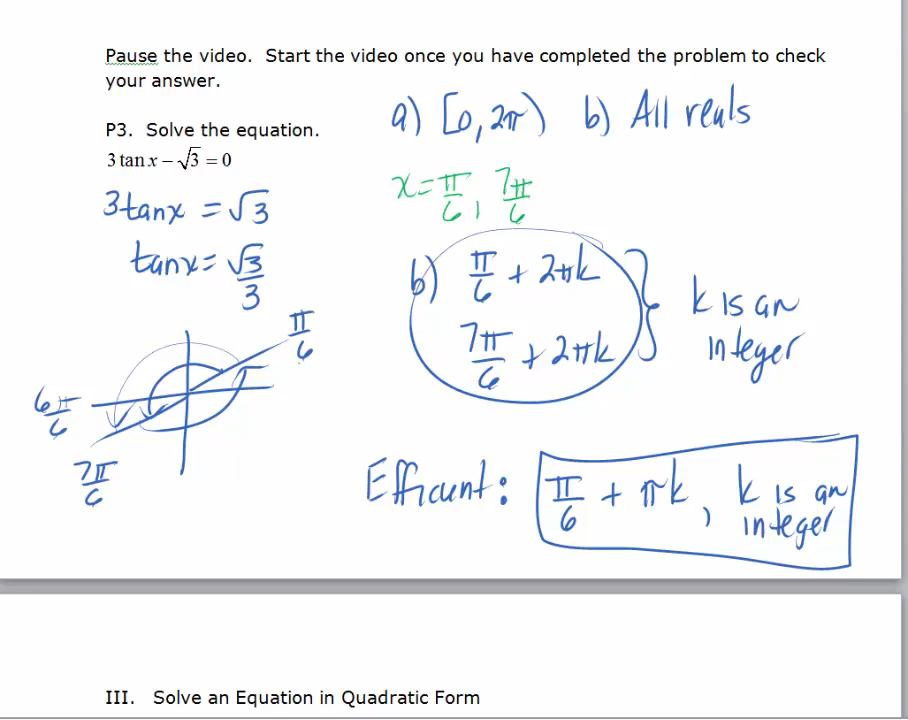 Pause the video. Start the video once you have completed the problem to check
your answer.
a) [0, 2π) b) All reals
P3. Solve the equation.
3 tan x − √3 = 0
3tanx = √3
x = π/6, 7π/6
tanx = √3/3
b) π/6 + 2πk
7π/6 + 2πk
k is an
integer
π/6
6π/6
7π/6
Efficient: π/6 + πk, k is an
integer
III. Solve an Equation in Quadratic Form